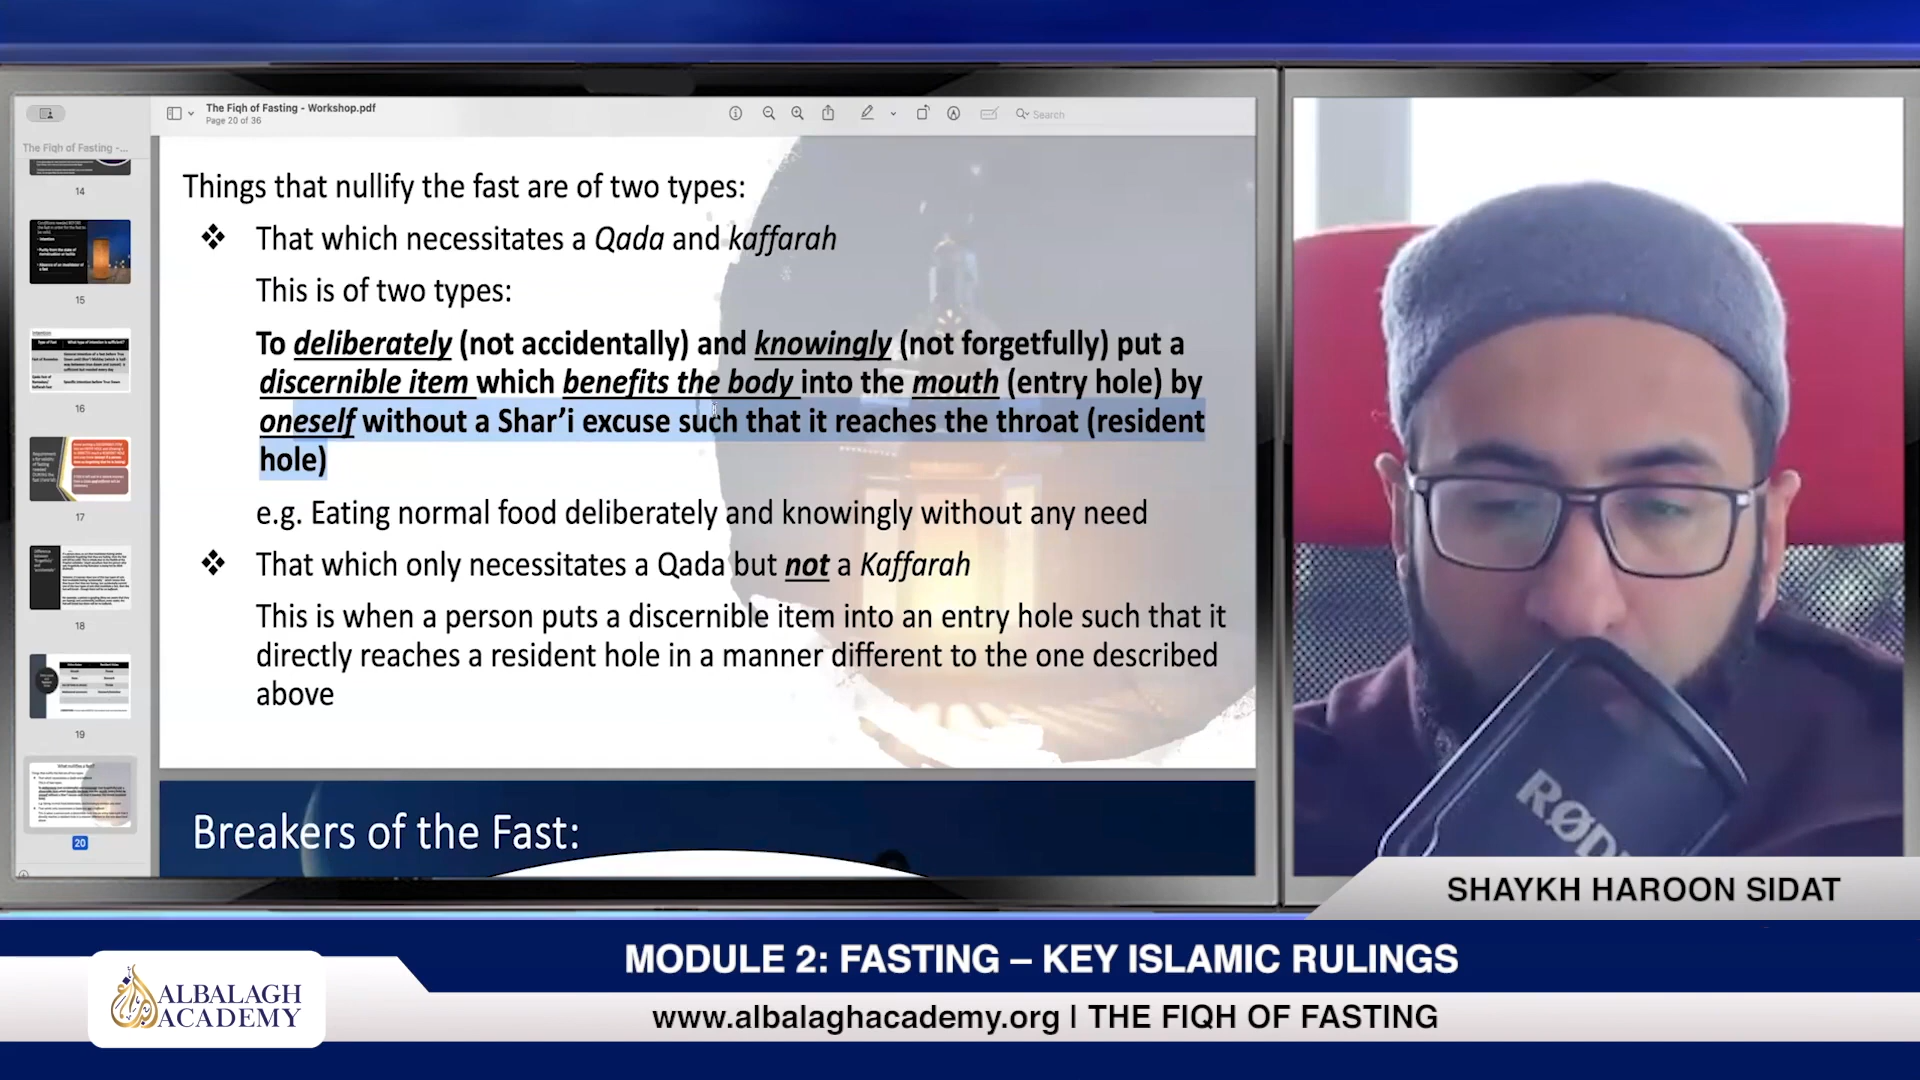 The Fiqh of Fasting - Workshop.pdf
Page 20 of 36
Search
The Fiqh of Fasting -...
14
15
16
17
18
19
20
Things that nullify the fast are of two types:
❖ That which necessitates a Qada and kaffarah
This is of two types:
To deliberately (not accidentally) and knowingly (not forgetfully) put a
discernible item which benefits the body into the mouth (entry hole) by
oneself without a Shar’i excuse such that it reaches the throat (resident
hole)
e.g. Eating normal food deliberately and knowingly without any need
❖ That which only necessitates a Qada but not a Kaffarah
This is when a person puts a discernible item into an entry hole such that it
directly reaches a resident hole in a manner different to the one described
above
Breakers of the Fast:
RØD
SHAYKH HAROON SIDAT
MODULE 2: FASTING – KEY ISLAMIC RULINGS
ALBALAGH
ACADEMY
www.albalaghacademy.org | THE FIQH OF FASTING